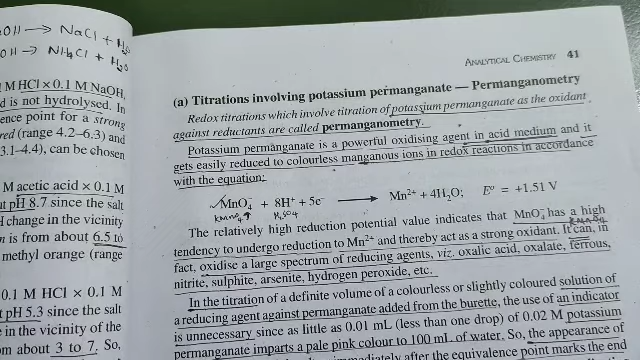 OH → NaCl + H₂O
OH → NH₄Cl + H₂O
M HCl × 0.1 M NaOH,
d is not hydrolysed. In
ence point for a strong
red (range 4.2–6.3) and
3.1–4.4), can be chosen
M acetic acid × 0.1 M
pH 8.7 since the salt
H change in the vicinity
n is from about 6.5 to
methyl orange (range
0.1 M HCl × 0.1 M
pH 5.3 since the salt
in the vicinity of the
m about 3 to 7. So,
ANALYTICAL CHEMISTRY 41
(a) Titrations involving potassium permanganate — Permanganometry
Redox titrations which involve titration of potassium permanganate as the oxidant
against reductants are called permanganometry.
Potassium permanganate is a powerful oxidising agent in acid medium and it
gets easily reduced to colourless manganous ions in redox reactions in accordance
with the equation:
MnO₄⁻ + 8H⁺ + 5e⁻ ⟶ Mn²⁺ + 4H₂O; E° = +1.51 V
KMnO₄ H₂SO₄
The relatively high reduction potential value indicates that MnO₄⁻ has a high
KMnO₄
tendency to undergo reduction to Mn²⁺ and thereby act as a strong oxidant. It can, in
fact, oxidise a large spectrum of reducing agents, viz. oxalic acid, oxalate, ferrous,
nitrite, sulphite, arsenite, hydrogen peroxide, etc.
In the titration of a definite volume of a colourless or slightly coloured solution of
a reducing agent against permanganate added from the burette, the use of an indicator
is unnecessary since as little as 0.01 mL (less than one drop) of 0.02 M potassium
permanganate imparts a pale pink colour to 100 mL of water. So, the appearance of
immediately after the equivalence point marks the end